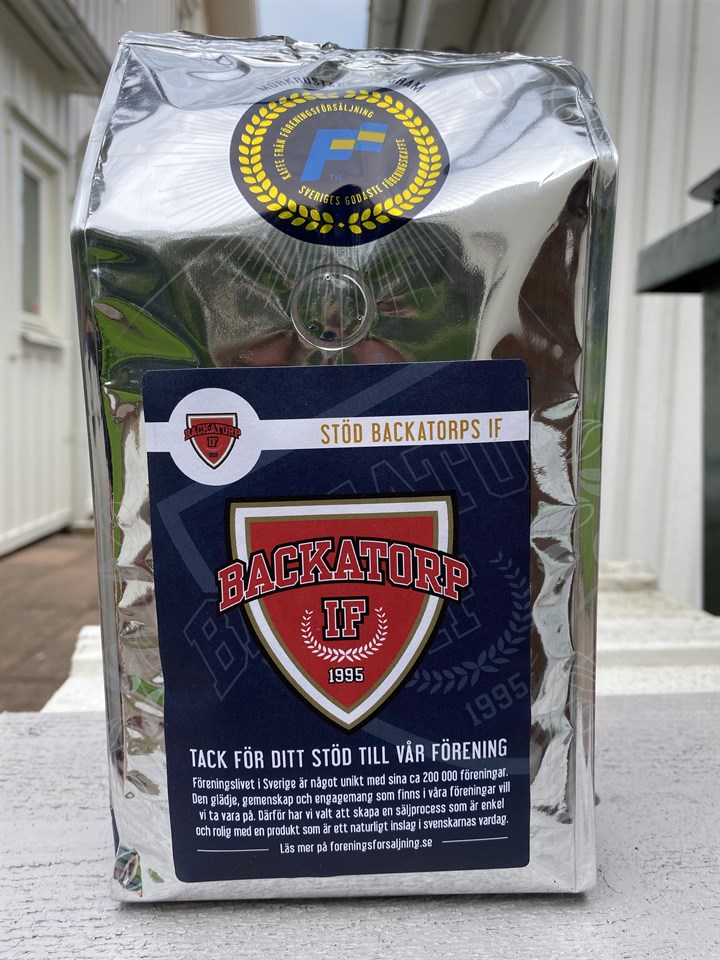 KAFFE FRÅN FÖRENINGSFÖRSÄLJNING
F
TM
SVERIGES GODASTE FÖRENINGSKAFFE
BACKATORP
IF
STÖD BACKATORPS IF
BACKATORP
IF
1995
1995
TACK FÖR DITT STÖD TILL VÅR FÖRENING
Föreningslivet i Sverige är något unikt med sina ca 200 000 föreningar.
Den glädje, gemenskap och engagemang som finns i våra föreningar vill
vi ta vara på. Därför har vi valt att skapa en säljprocess som är enkel
och rolig med en produkt som är ett naturligt inslag i svenskarnas vardag.
Läs mer på foreningsforsaljning.se